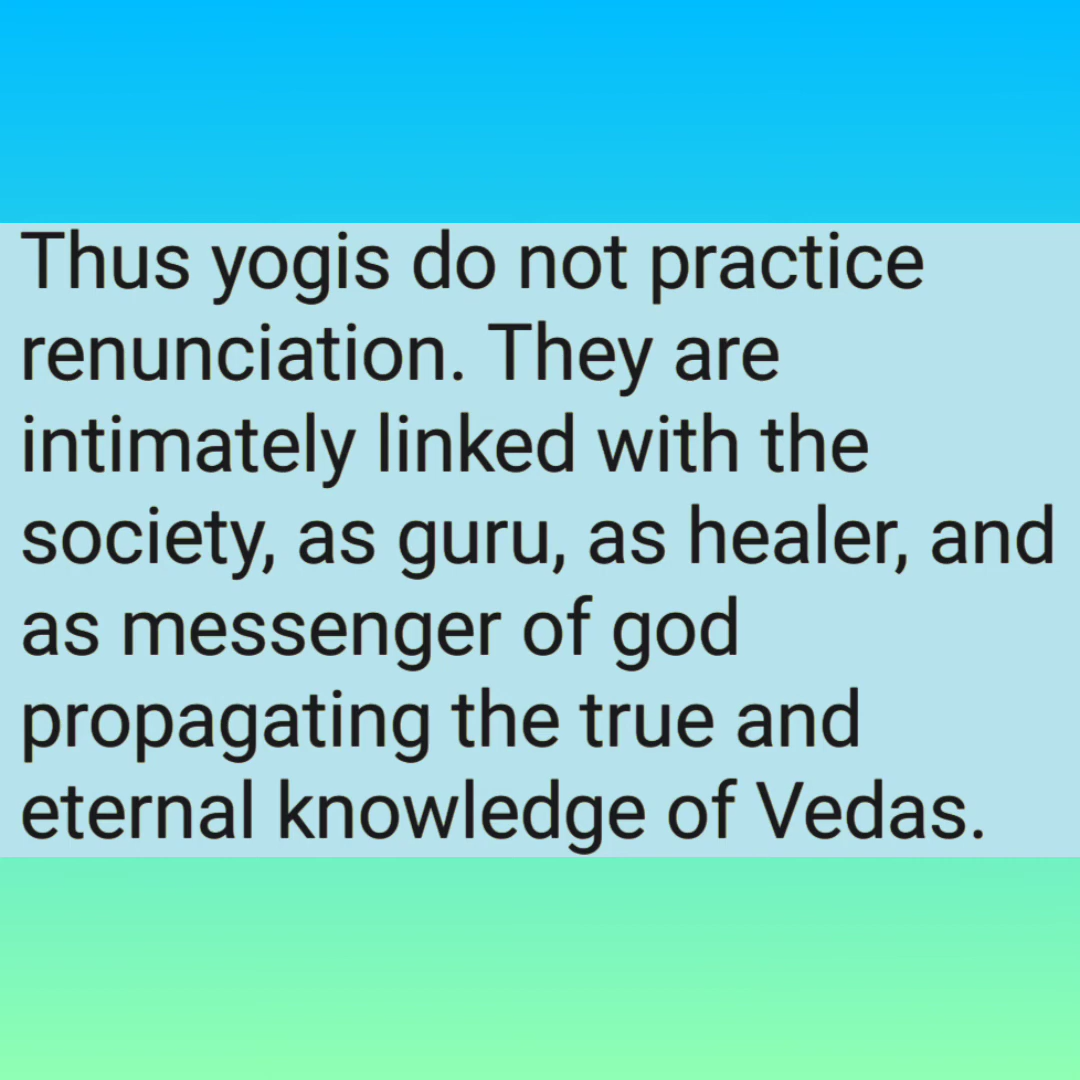 Thus yogis do not practice
renunciation. They are
intimately linked with the
society, as guru, as healer, and
as messenger of god
propagating the true and
eternal knowledge of Vedas.